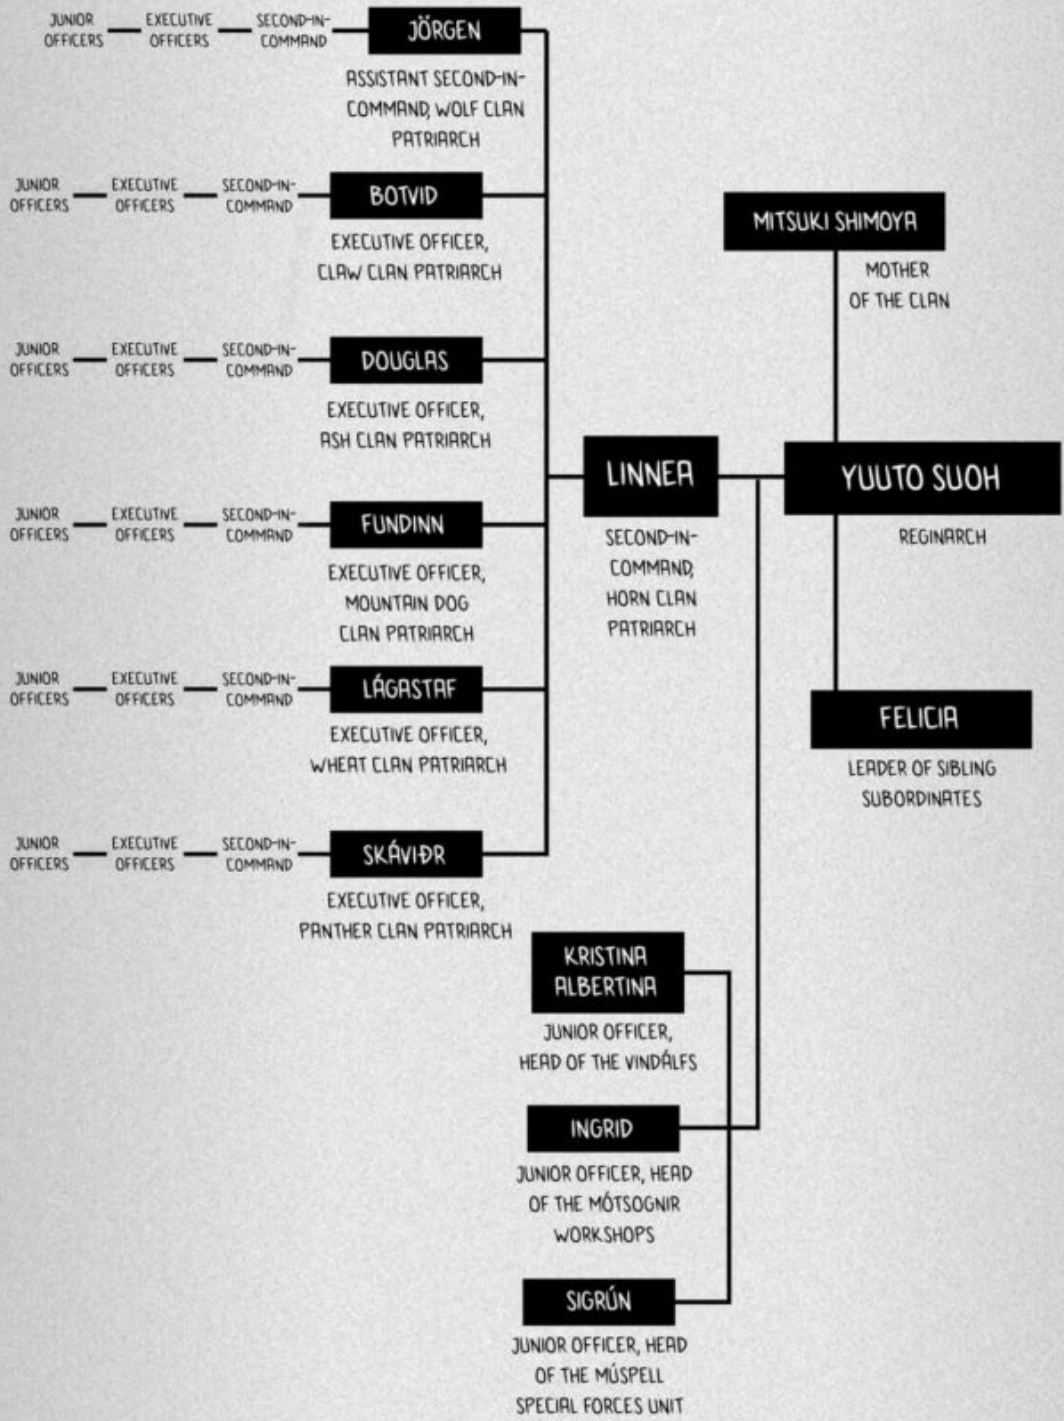 JUNIOR
OFFICERS
EXECUTIVE
OFFICERS
SECOND-IN-
COMMAND
JÖRGEN
ASSISTANT SECOND-IN-
COMMAND, WOLF CLAN
PATRIARCH
JUNIOR
OFFICERS
EXECUTIVE
OFFICERS
SECOND-IN-
COMMAND
BOTVID
EXECUTIVE OFFICER,
CLAW CLAN PATRIARCH
JUNIOR
OFFICERS
EXECUTIVE
OFFICERS
SECOND-IN-
COMMAND
DOUGLAS
EXECUTIVE OFFICER,
ASH CLAN PATRIARCH
JUNIOR
OFFICERS
EXECUTIVE
OFFICERS
SECOND-IN-
COMMAND
FUNDINN
EXECUTIVE OFFICER,
MOUNTAIN DOG
CLAN PATRIARCH
JUNIOR
OFFICERS
EXECUTIVE
OFFICERS
SECOND-IN-
COMMAND
LÁGASTAF
EXECUTIVE OFFICER,
WHEAT CLAN PATRIARCH
JUNIOR
OFFICERS
EXECUTIVE
OFFICERS
SECOND-IN-
COMMAND
SKÁVIÐR
EXECUTIVE OFFICER,
PANTHER CLAN PATRIARCH
LINNEA
SECOND-IN-
COMMAND,
HORN CLAN
PATRIARCH
MITSUKI SHIMOYA
MOTHER
OF THE CLAN
YUUTO SUOH
REGINARCH
FELICIA
LEADER OF SIBLING
SUBORDINATES
KRISTINA
ALBERTINA
JUNIOR OFFICER,
HEAD OF THE VINDÁLFS
INGRID
JUNIOR OFFICER, HEAD
OF THE MÓTSOGNIR
WORKSHOPS
SIGRÚN
JUNIOR OFFICER, HEAD
OF THE MÚSPELL
SPECIAL FORCES UNIT